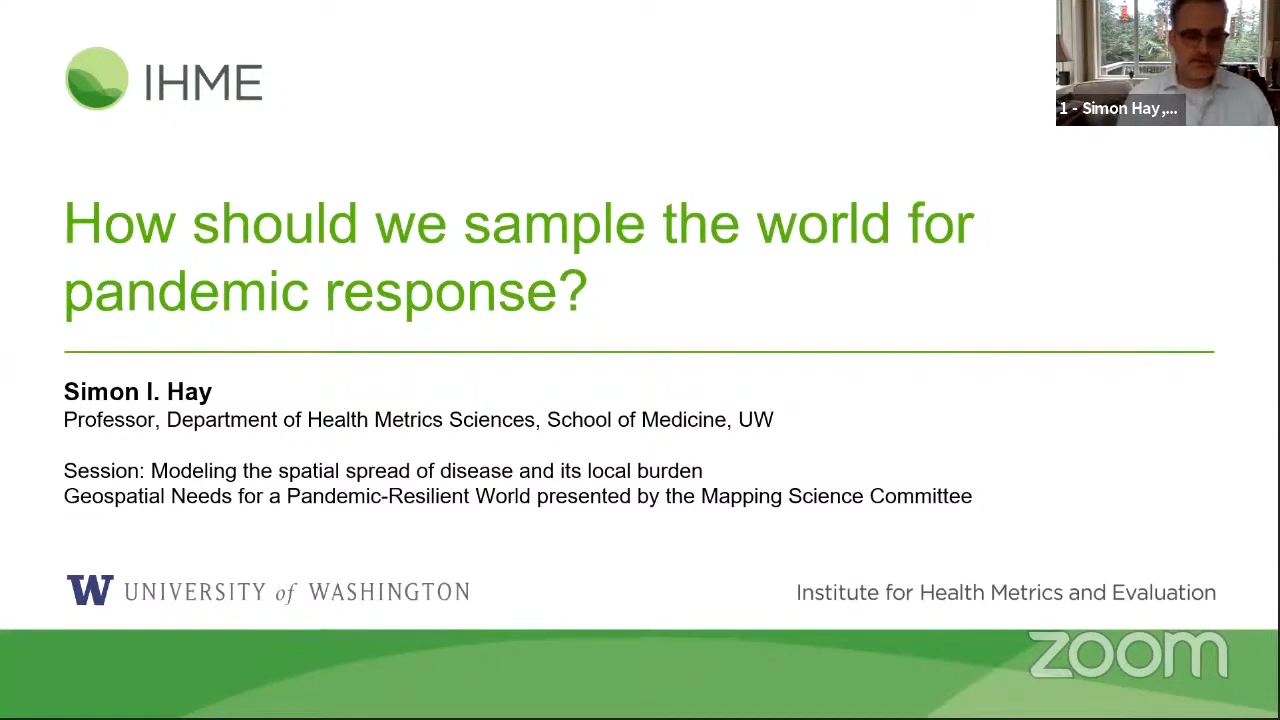 IHME
1 - Simon Hay,...
How should we sample the world for
pandemic response?
Simon I. Hay
Professor, Department of Health Metrics Sciences, School of Medicine, UW
Session: Modeling the spatial spread of disease and its local burden
Geospatial Needs for a Pandemic-Resilient World presented by the Mapping Science Committee
W UNIVERSITY of WASHINGTON
Institute for Health Metrics and Evaluation
zoom